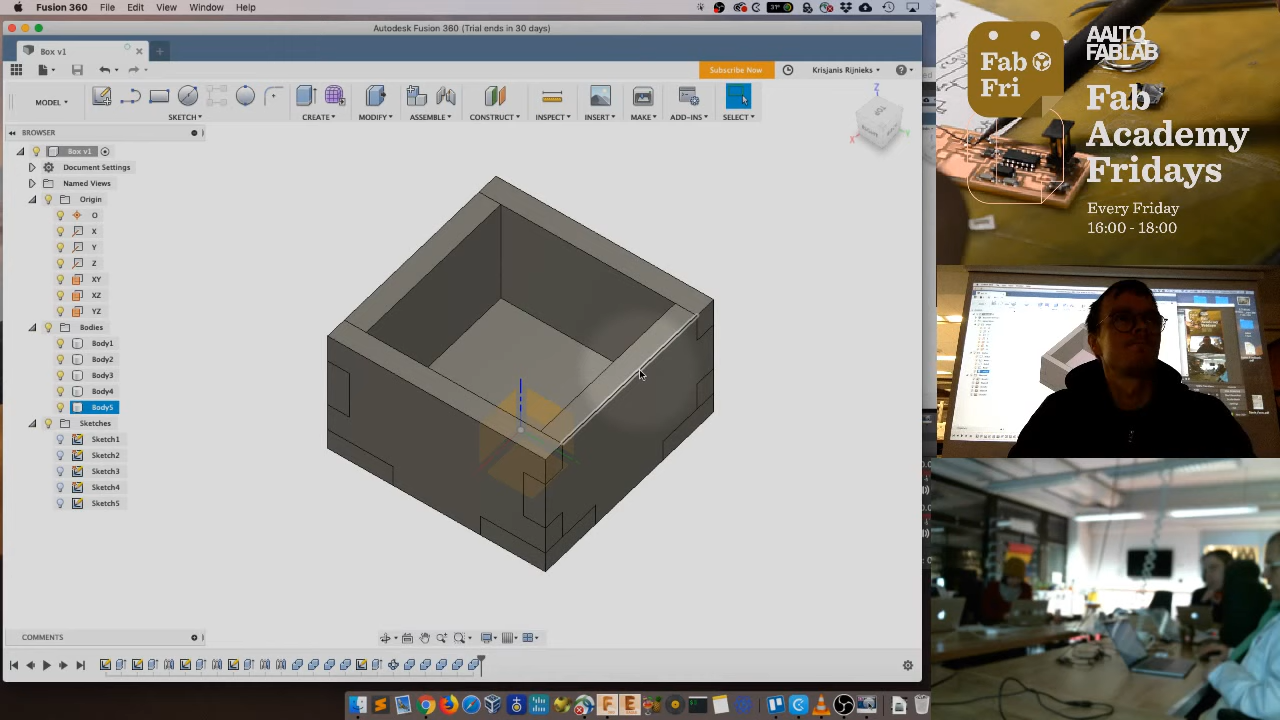 Fusion 360 File Edit View Window Help
31°
Autodesk Fusion 360 (Trial ends in 30 days)
Box v1
Subscribe Now
Krisjanis Rijnieks
MODEL
SKETCH
CREATE
MODIFY
ASSEMBLE
CONSTRUCT
INSPECT
INSERT
MAKE
ADD-INS
SELECT
BROWSER
Box v1
Document Settings
Named Views
Origin
O
X
Y
Z
XY
XZ
YZ
Bodies
Body1
Body2
Body3
Body4
Body5
Sketches
Sketch1
Sketch2
Sketch3
Sketch4
Sketch5
Z
X
COMMENTS
Fab
Fri
AALTO
FABLAB
Fab
Academy
Fridays
Every Friday
16:00 - 18:00